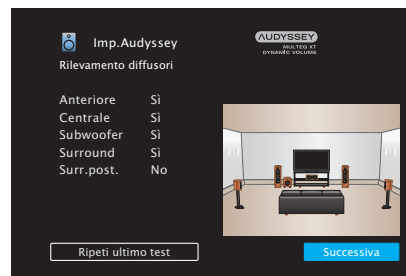 Imp.Audyssey
AUDYSSEY
MULTEQ XT
DYNAMIC VOLUME
Rilevamento diffusori
Anteriore Sì
Centrale Sì
Subwoofer Sì
Surround Sì
Surr.post. No
Ripeti ultimo test
Successiva